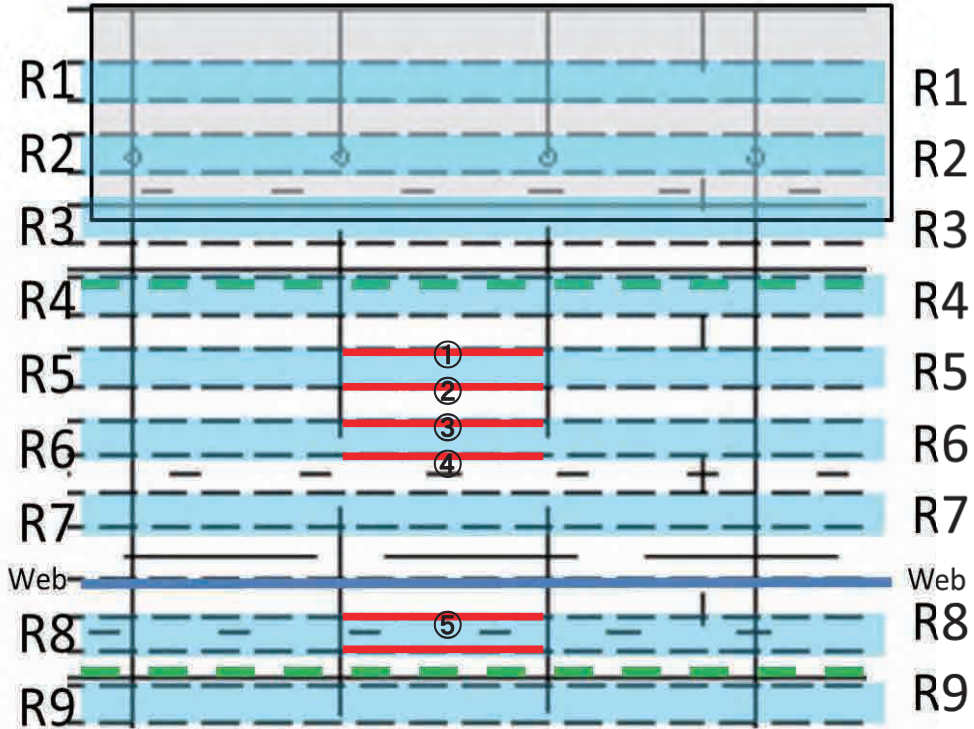 R1 R1
R2 R2
R3 R3
R4 R4
①
R5 R5
②
③
R6 R6
④
R7 R7
Web Web
R8 ⑤ R8
R9 R9